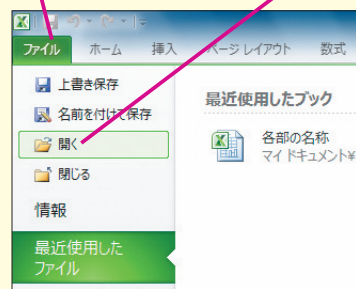 ファイル ホーム 挿入 ページ レイアウト 数式
上書き保存
名前を付けて保存
開く
閉じる
情報
最近使用した
ファイル
最近使用したブック
各部の名称
マイ ドキュメント¥